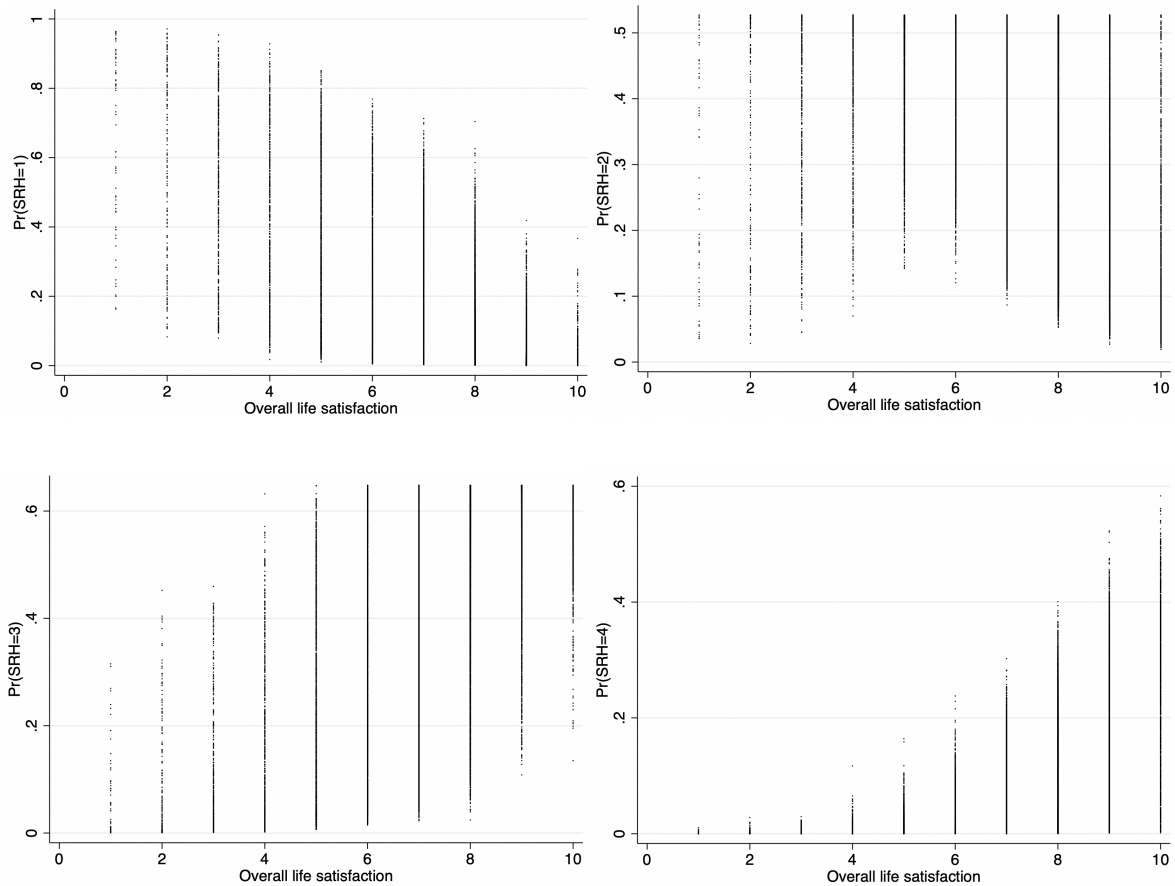 Pr(SRH=1)
1
.8
.6
.4
.2
0
0 2 4 6 8 10
Overall life satisfaction
Pr(SRH=2)
.5
.4
.3
.2
.1
0
0 2 4 6 8 10
Overall life satisfaction
Pr(SRH=3)
.6
.4
.2
0
0 2 4 6 8 10
Overall life satisfaction
Pr(SRH=4)
.6
.4
.2
0
0 2 4 6 8 10
Overall life satisfaction